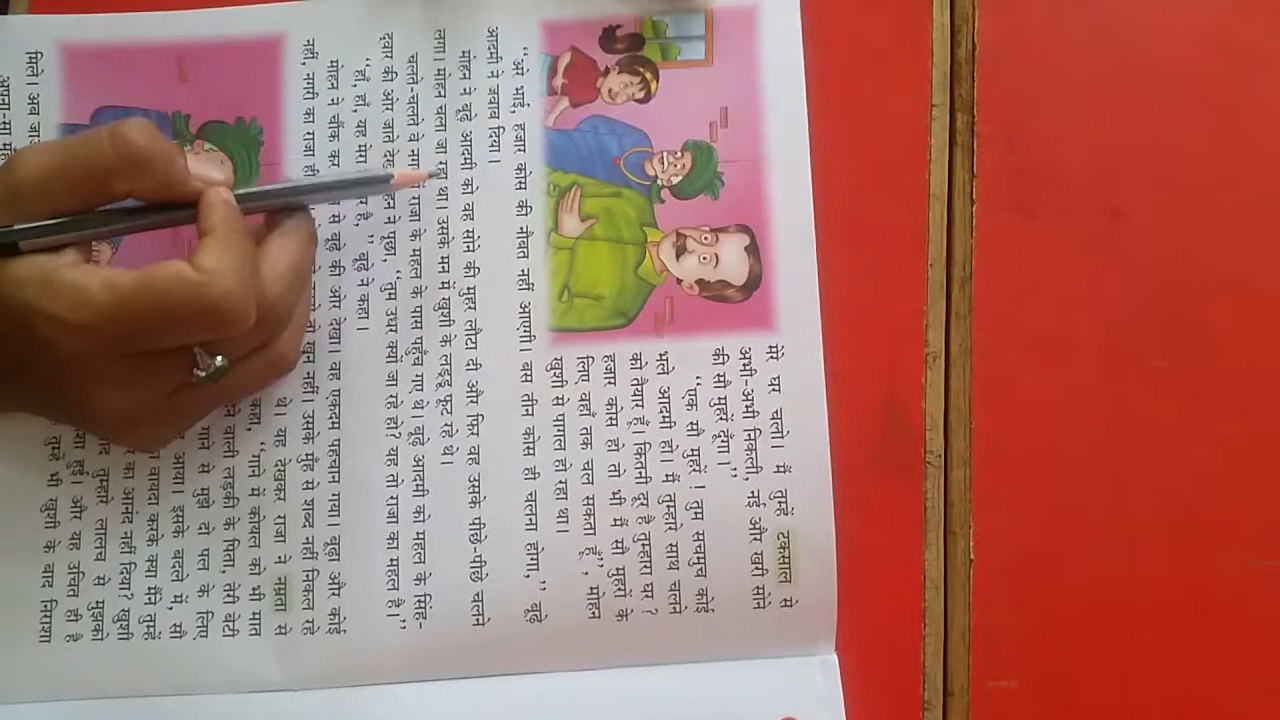 मेरे घर चलो। मैं तुम्हें टकसाल से
अभी-अभी निकली, नई और खरी सोने
की सौ मुहरें दूँगा।”
“एक सौ मुहरें! तुम सचमुच कोई
भले आदमी हो। मैं तुम्हारे साथ चलने
को तैयार हूँ। कितनी दूर है तुम्हारा घर?
हजार कोस हो तो भी मैं सौ मुहरों के
लिए वहाँ तक चल सकता हूँ”, मोहन
खुशी से पागल हो रहा था।
“अरे भाई, हजार कोस की नौबत नहीं आएगी। बस तीन कोस ही चलना होगा,” बूढ़े
आदमी ने जवाब दिया।
मोहन ने बूढ़े आदमी को वह सोने की मुहर लौटा दी और फिर वह उसके पीछे-पीछे चलने
लगा। मोहन चला जा रहा था। उसके मन में खुशी के लड्डू फूट रहे थे।
चलते-चलते वे नगर में राजा के महल के पास पहुँच गए थे। बूढ़े आदमी को महल के सिंह-
द्वार की ओर जाते देख ने पूछा, “तुम उधर क्यों जा रहे हो? यह तो राजा का महल है।”
“हाँ, हाँ, यह मेरा है,” बूढ़े ने कहा।
मोहन ने चौंक कर से बूढ़े की ओर देखा। वह एकदम पहचान गया। बूढ़ा और कोई
नहीं, नगरी का राजा ही तो खून नहीं। उसके मुँह से शब्द नहीं निकल रहे
थे। यह देखकर राजा ने नम्रता से
कहा, “गाने में कोयल को भी मात
वाली लड़की के पिता, तेरी बेटी
गाने से मुझे दो पल के लिए
आया। इसके बदले में, सौ
वायदा करके क्या मैंने तुम्हें
का आनंद नहीं दिया? खुशी
तुम्हारे लालच से मुझको
हुई। और यह उचित ही है
मिले। अब जाओ तुम्हें भी खुशी के बाद निराशा
अपना-सा मुँह